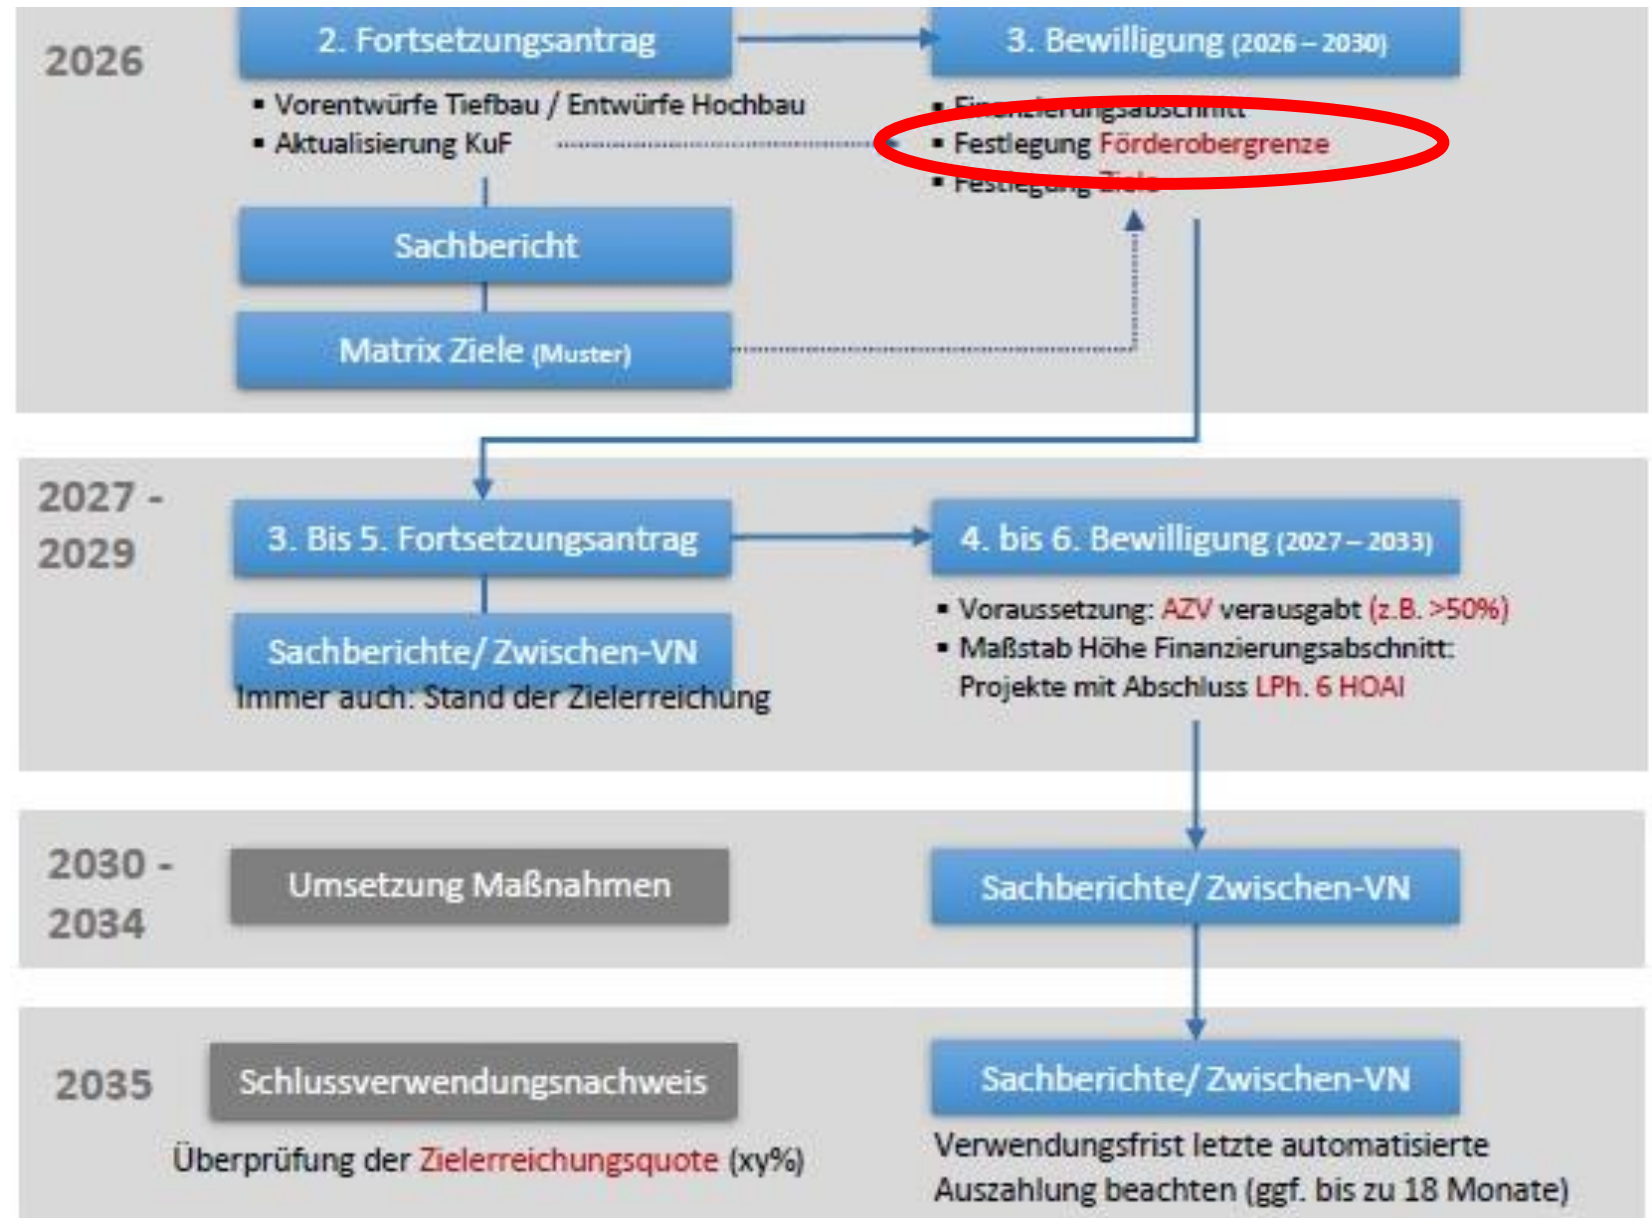 2026
2. Fortsetzungsantrag
3. Bewilligung (2026 – 2030)
▪ Vorentwürfe Tiefbau / Entwürfe Hochbau
▪ Aktualisierung KuF
▪ Finanzierungsabschnitt
▪ Festlegung Förderobergrenze
▪ Festlegung Ziele
Sachbericht
Matrix Ziele (Muster)
2027 -
2029
3. Bis 5. Fortsetzungsantrag
4. bis 6. Bewilligung (2027 – 2033)
Sachberichte/ Zwischen-VN
Immer auch: Stand der Zielerreichung
▪ Voraussetzung: AZV verausgabt (z.B. >50%)
▪ Maßstab Höhe Finanzierungsabschnitt:
Projekte mit Abschluss LPh. 6 HOAI
2030 -
2034
Umsetzung Maßnahmen
Sachberichte/ Zwischen-VN
2035
Schlussverwendungsnachweis
Überprüfung der Zielerreichungsquote (xy%)
Sachberichte/ Zwischen-VN
Verwendungsfrist letzte automatisierte
Auszahlung beachten (ggf. bis zu 18 Monate)